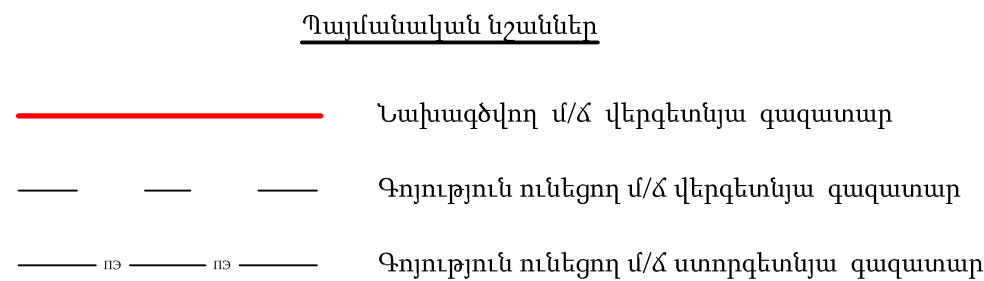 Պայմանական նշաններ
Նախագծվող մ/ճ վերգետնյա գազատար
Գոյություն ունեցող մ/ճ վերգետնյա գազատար
ПЭ ПЭ Գոյություն ունեցող մ/ճ ստորգետնյա գազատար